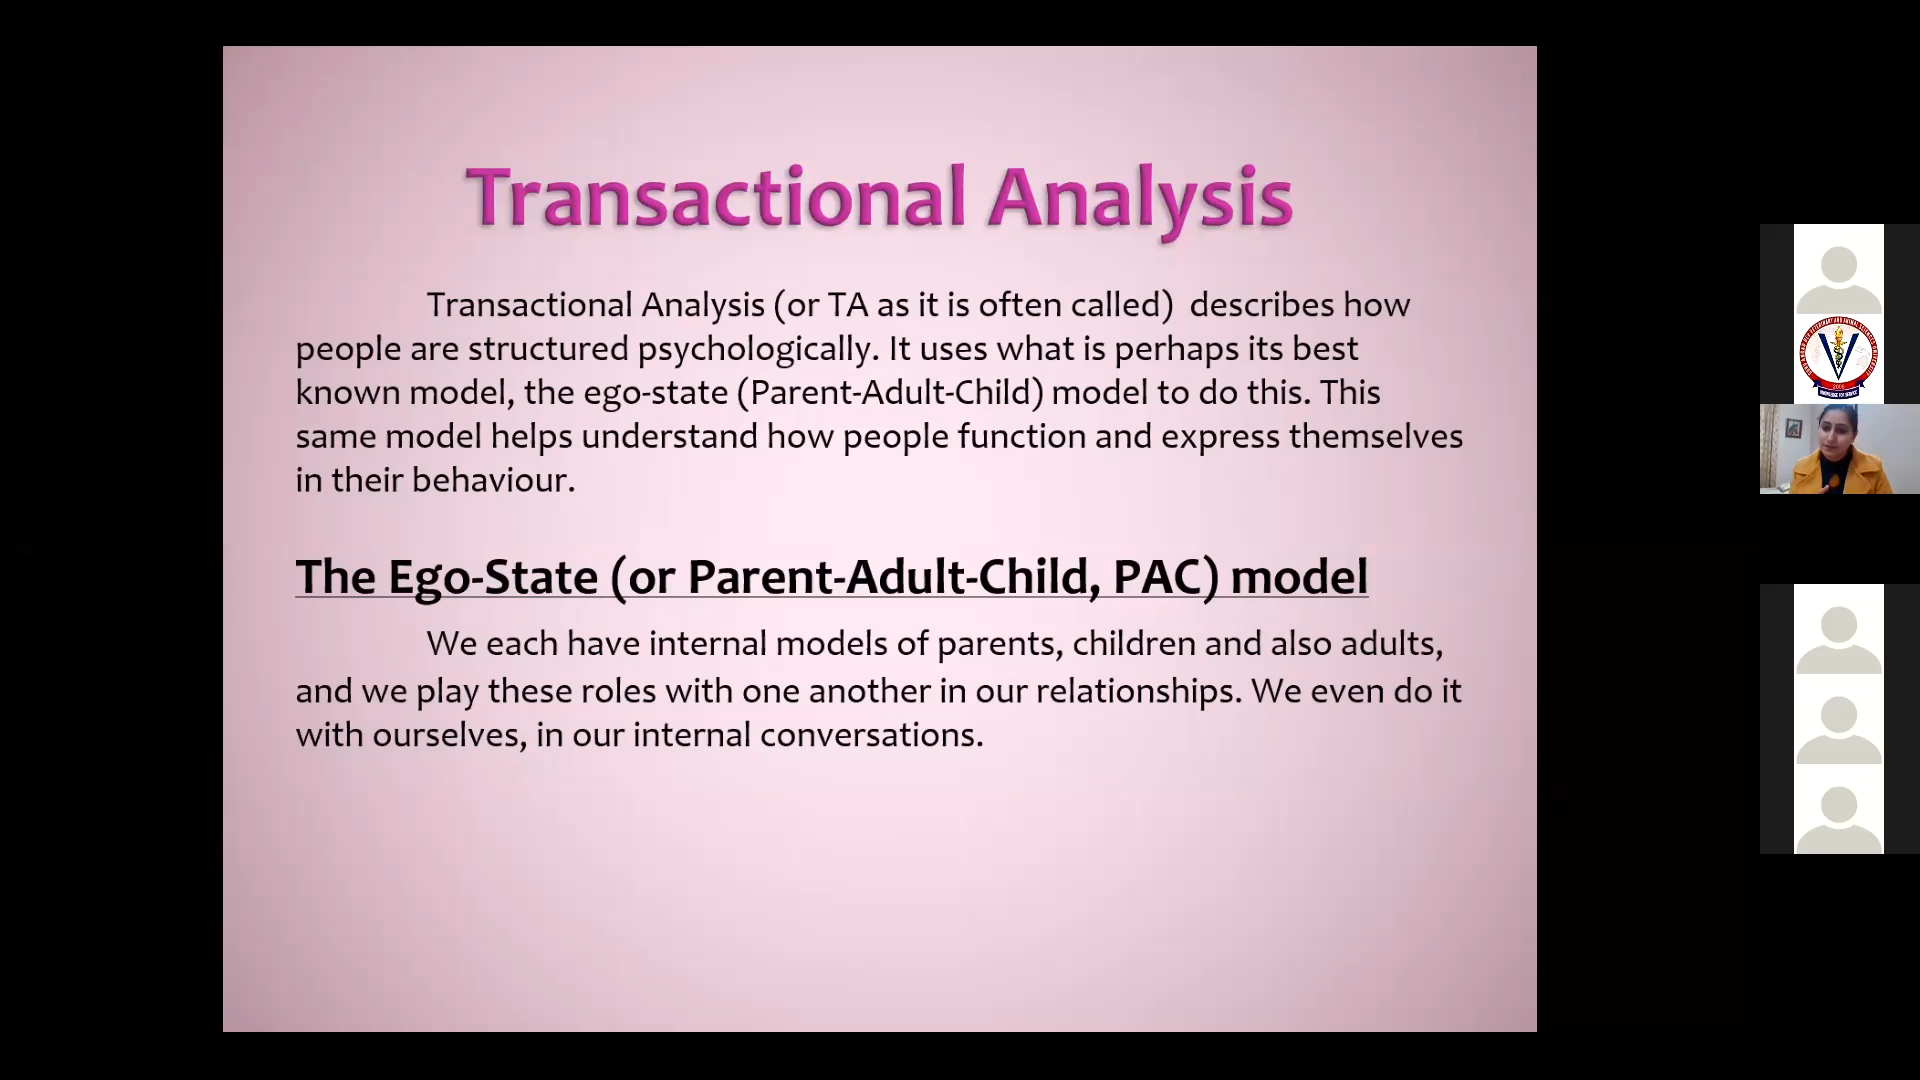 Transactional Analysis
Transactional Analysis (or TA as it is often called) describes how
people are structured psychologically. It uses what is perhaps its best
known model, the ego-state (Parent-Adult-Child) model to do this. This
same model helps understand how people function and express themselves
in their behaviour.
The Ego-State (or Parent-Adult-Child, PAC) model
We each have internal models of parents, children and also adults,
and we play these roles with one another in our relationships. We even do it
with ourselves, in our internal conversations.